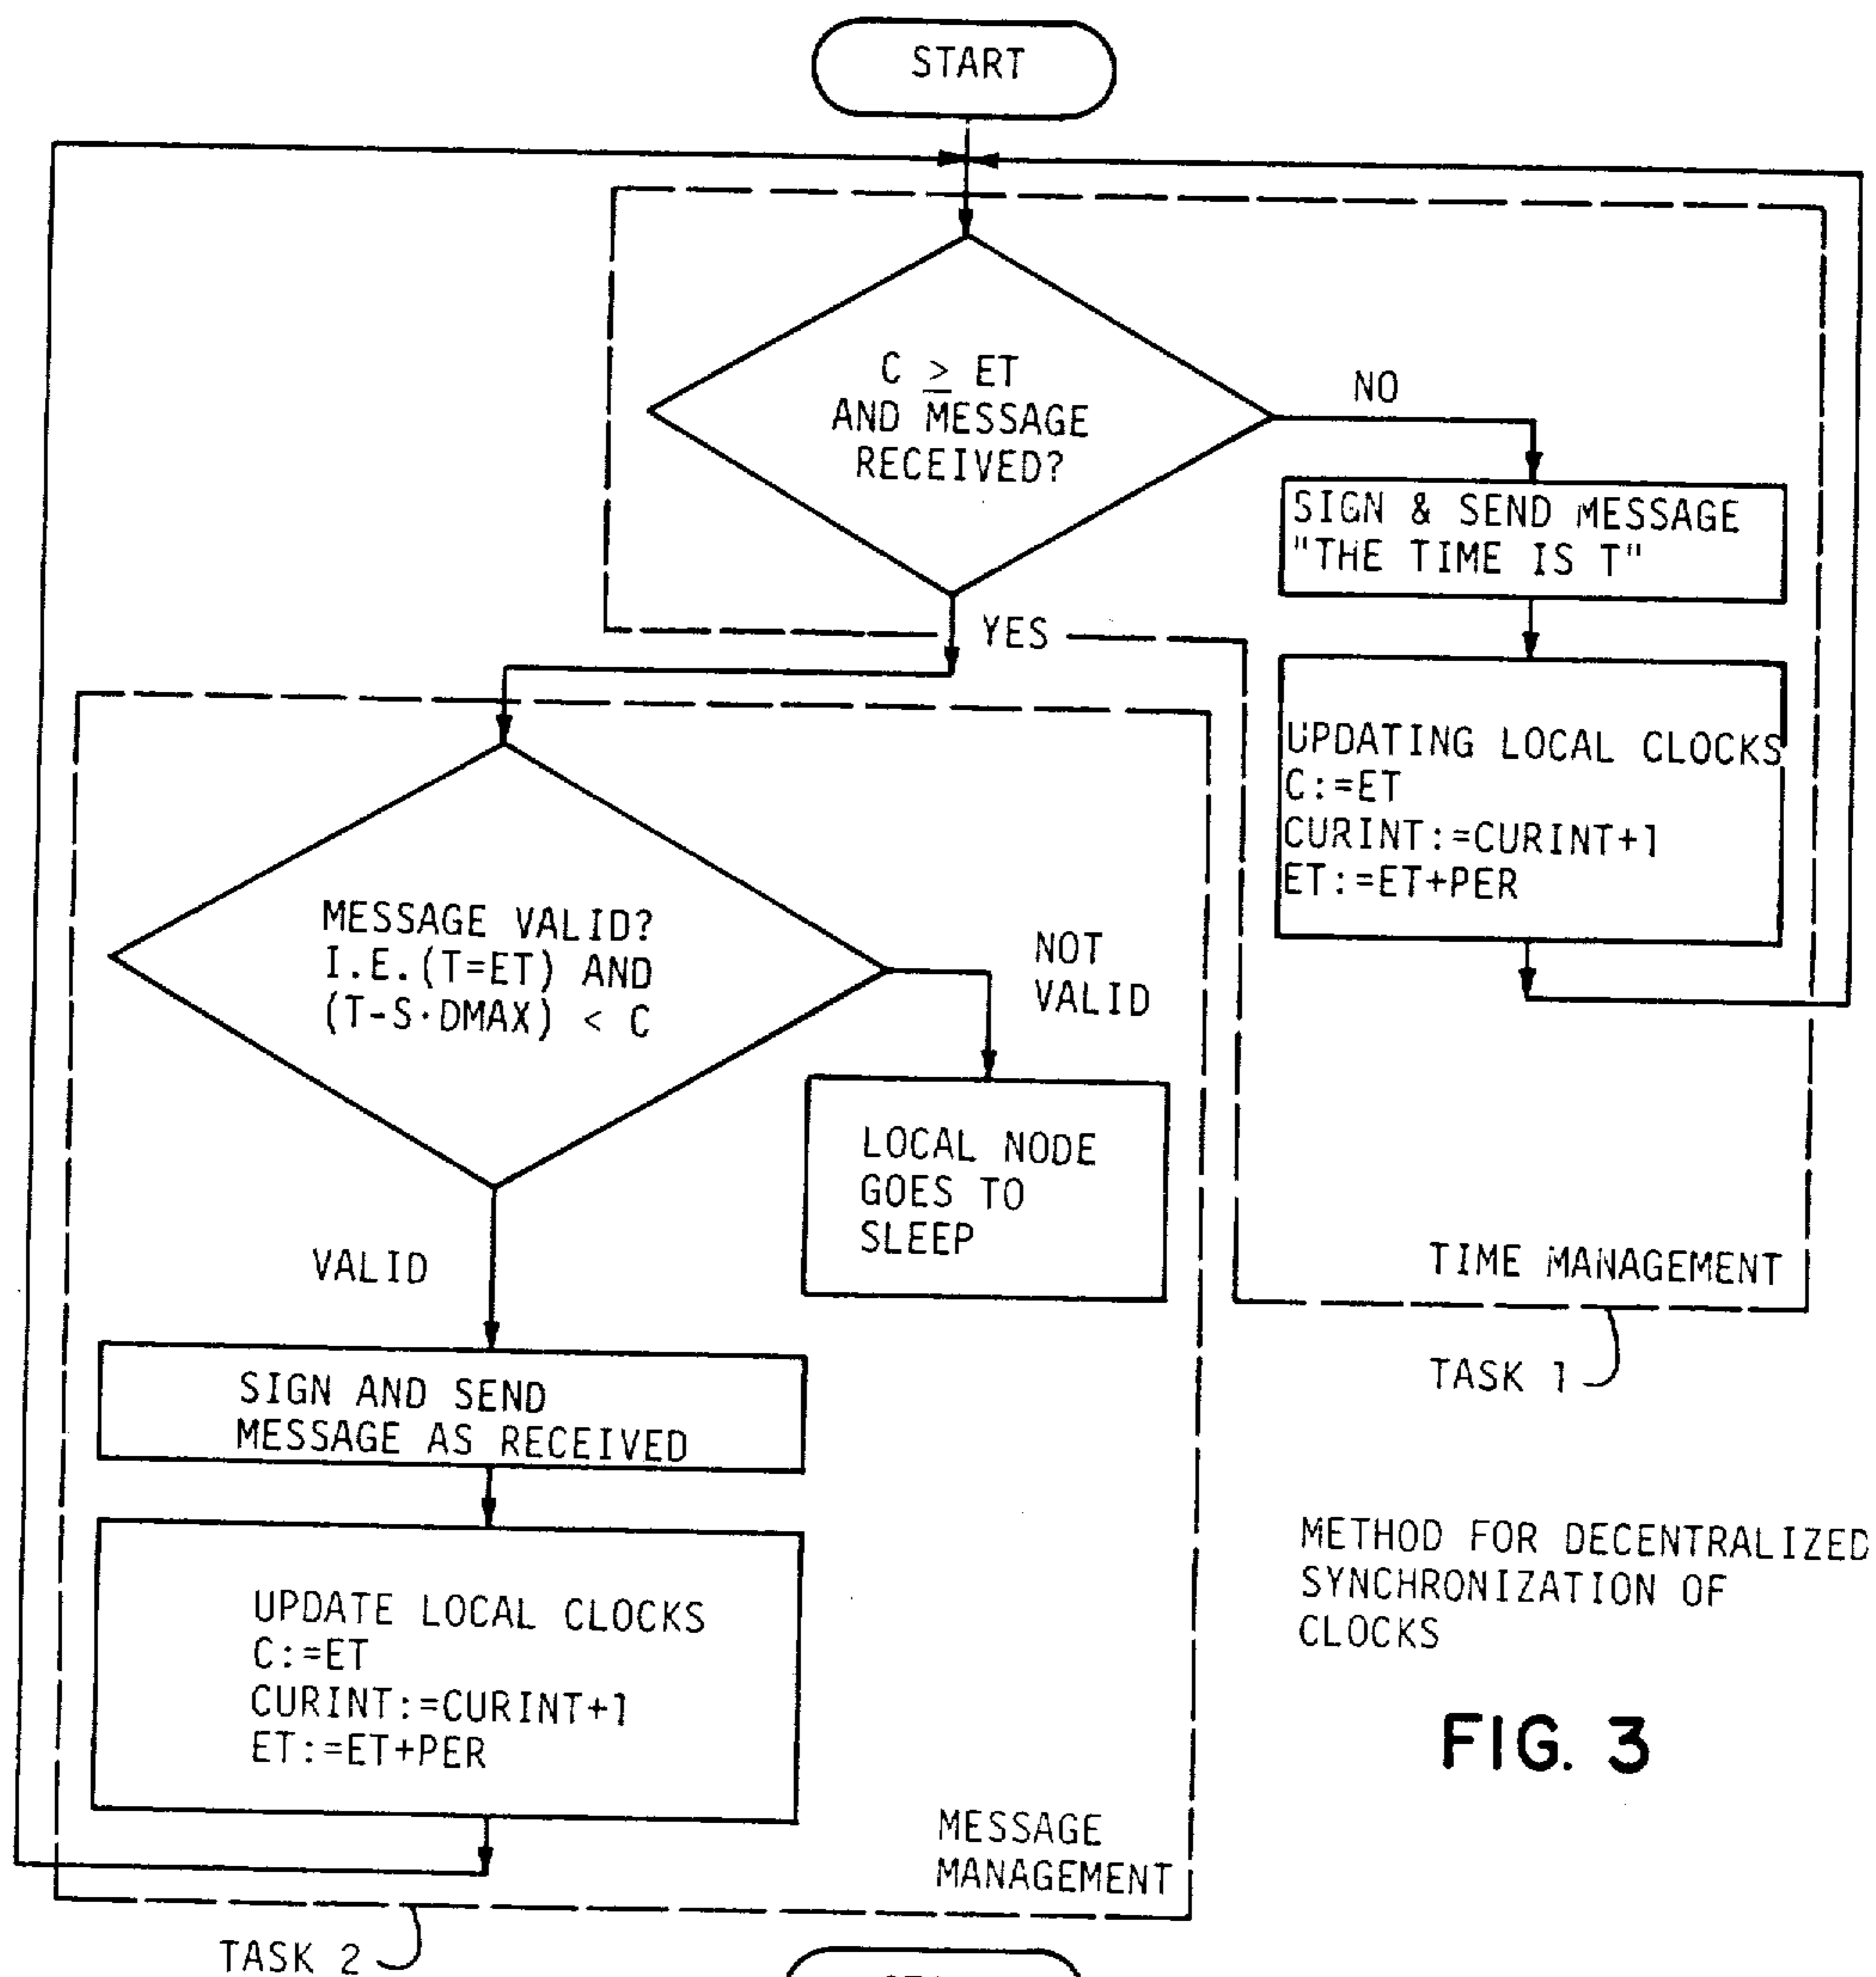 START
C ≥ ET
AND MESSAGE
RECEIVED?
NO
SIGN & SEND MESSAGE
"THE TIME IS T"
UPDATING LOCAL CLOCKS
C:=ET
CURINT:=CURINT+1
ET:=ET+PER
YES
MESSAGE VALID?
I.E.(T=ET) AND
(T-S·DMAX) < C
NOT
VALID
LOCAL NODE
GOES TO
SLEEP
VALID
TIME MANAGEMENT
TASK 1
SIGN AND SEND
MESSAGE AS RECEIVED
UPDATE LOCAL CLOCKS
C:=ET
CURINT:=CURINT+1
ET:=ET+PER
MESSAGE
MANAGEMENT
TASK 2
METHOD FOR DECENTRALIZED
SYNCHRONIZATION OF
CLOCKS
FIG. 3